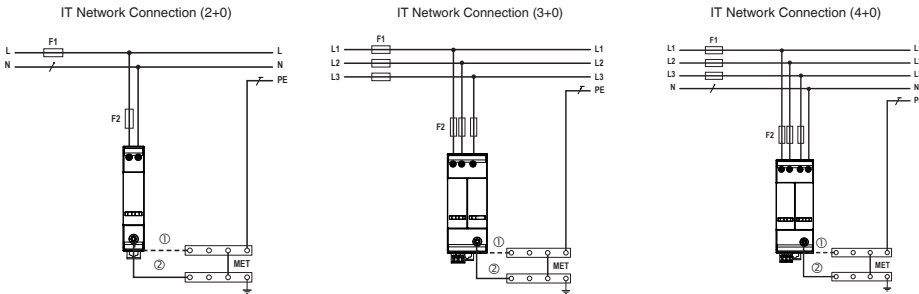 IT Network Connection (2+0)
F1
L L
N N
PE
F2
①
②
MET
IT Network Connection (3+0)
F1
L1 L1
L2 L2
L3 L3
PE
F2
①
②
MET
IT Network Connection (4+0)
F1
L1
L2
L3
N N
F2
①
②
MET